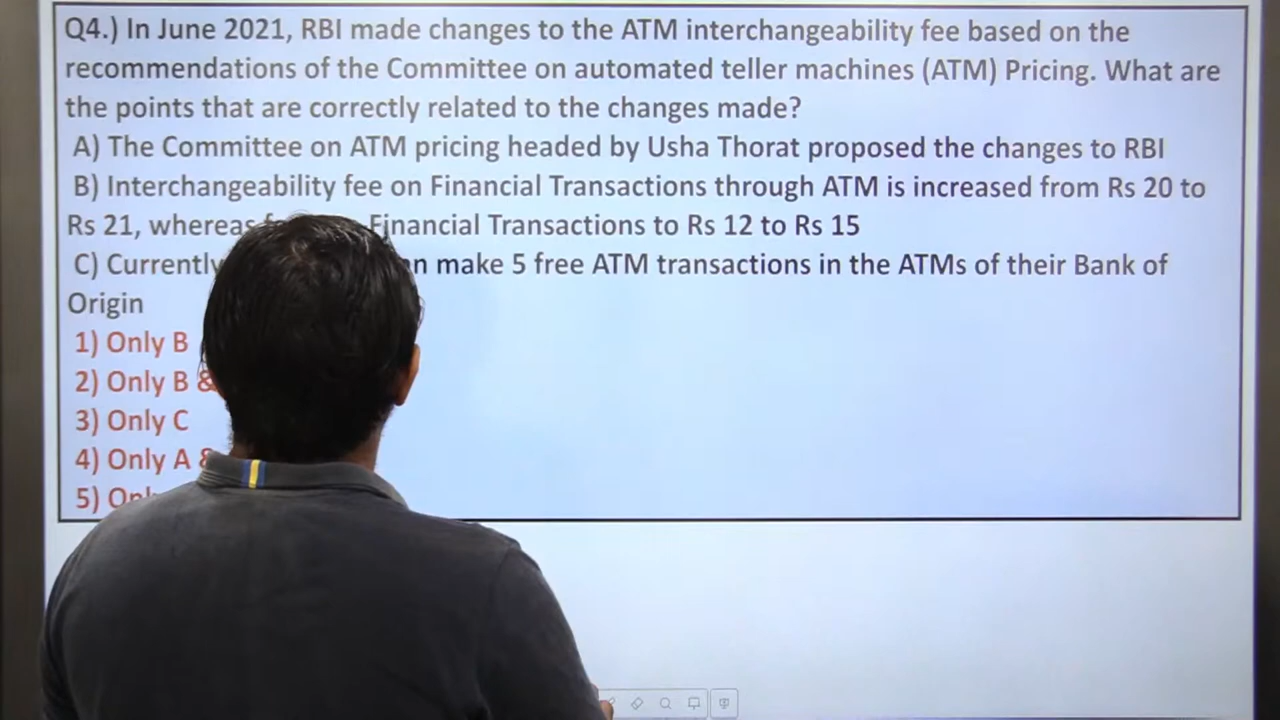 Q4.) In June 2021, RBI made changes to the ATM interchangeability fee based on the
recommendations of the Committee on automated teller machines (ATM) Pricing. What are
the points that are correctly related to the changes made?
A) The Committee on ATM pricing headed by Usha Thorat proposed the changes to RBI
B) Interchangeability fee on Financial Transactions through ATM is increased from Rs 20 to
Rs 21, whereas Financial Transactions to Rs 12 to Rs 15
C) Currently make 5 free ATM transactions in the ATMs of their Bank of
Origin
1) Only B
2) Only B &
3) Only C
4) Only A
5)